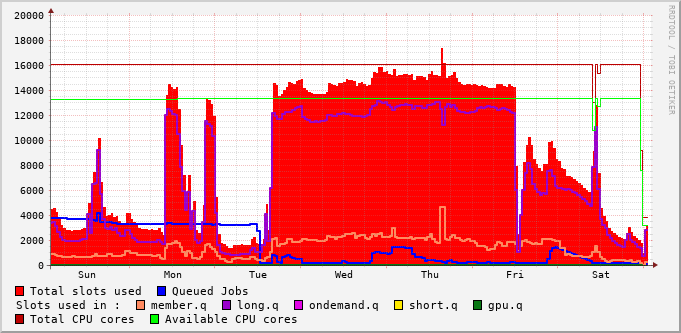 RRDTOOL / TOBI OETIKER
20000
18000
16000
14000
12000
10000
8000
6000
4000
2000
0
Sun Mon Tue Wed Thu Fri Sat
Total slots used Queued Jobs
Slots used in : member.q long.q ondemand.q short.q gpu.q
Total CPU cores Available CPU cores